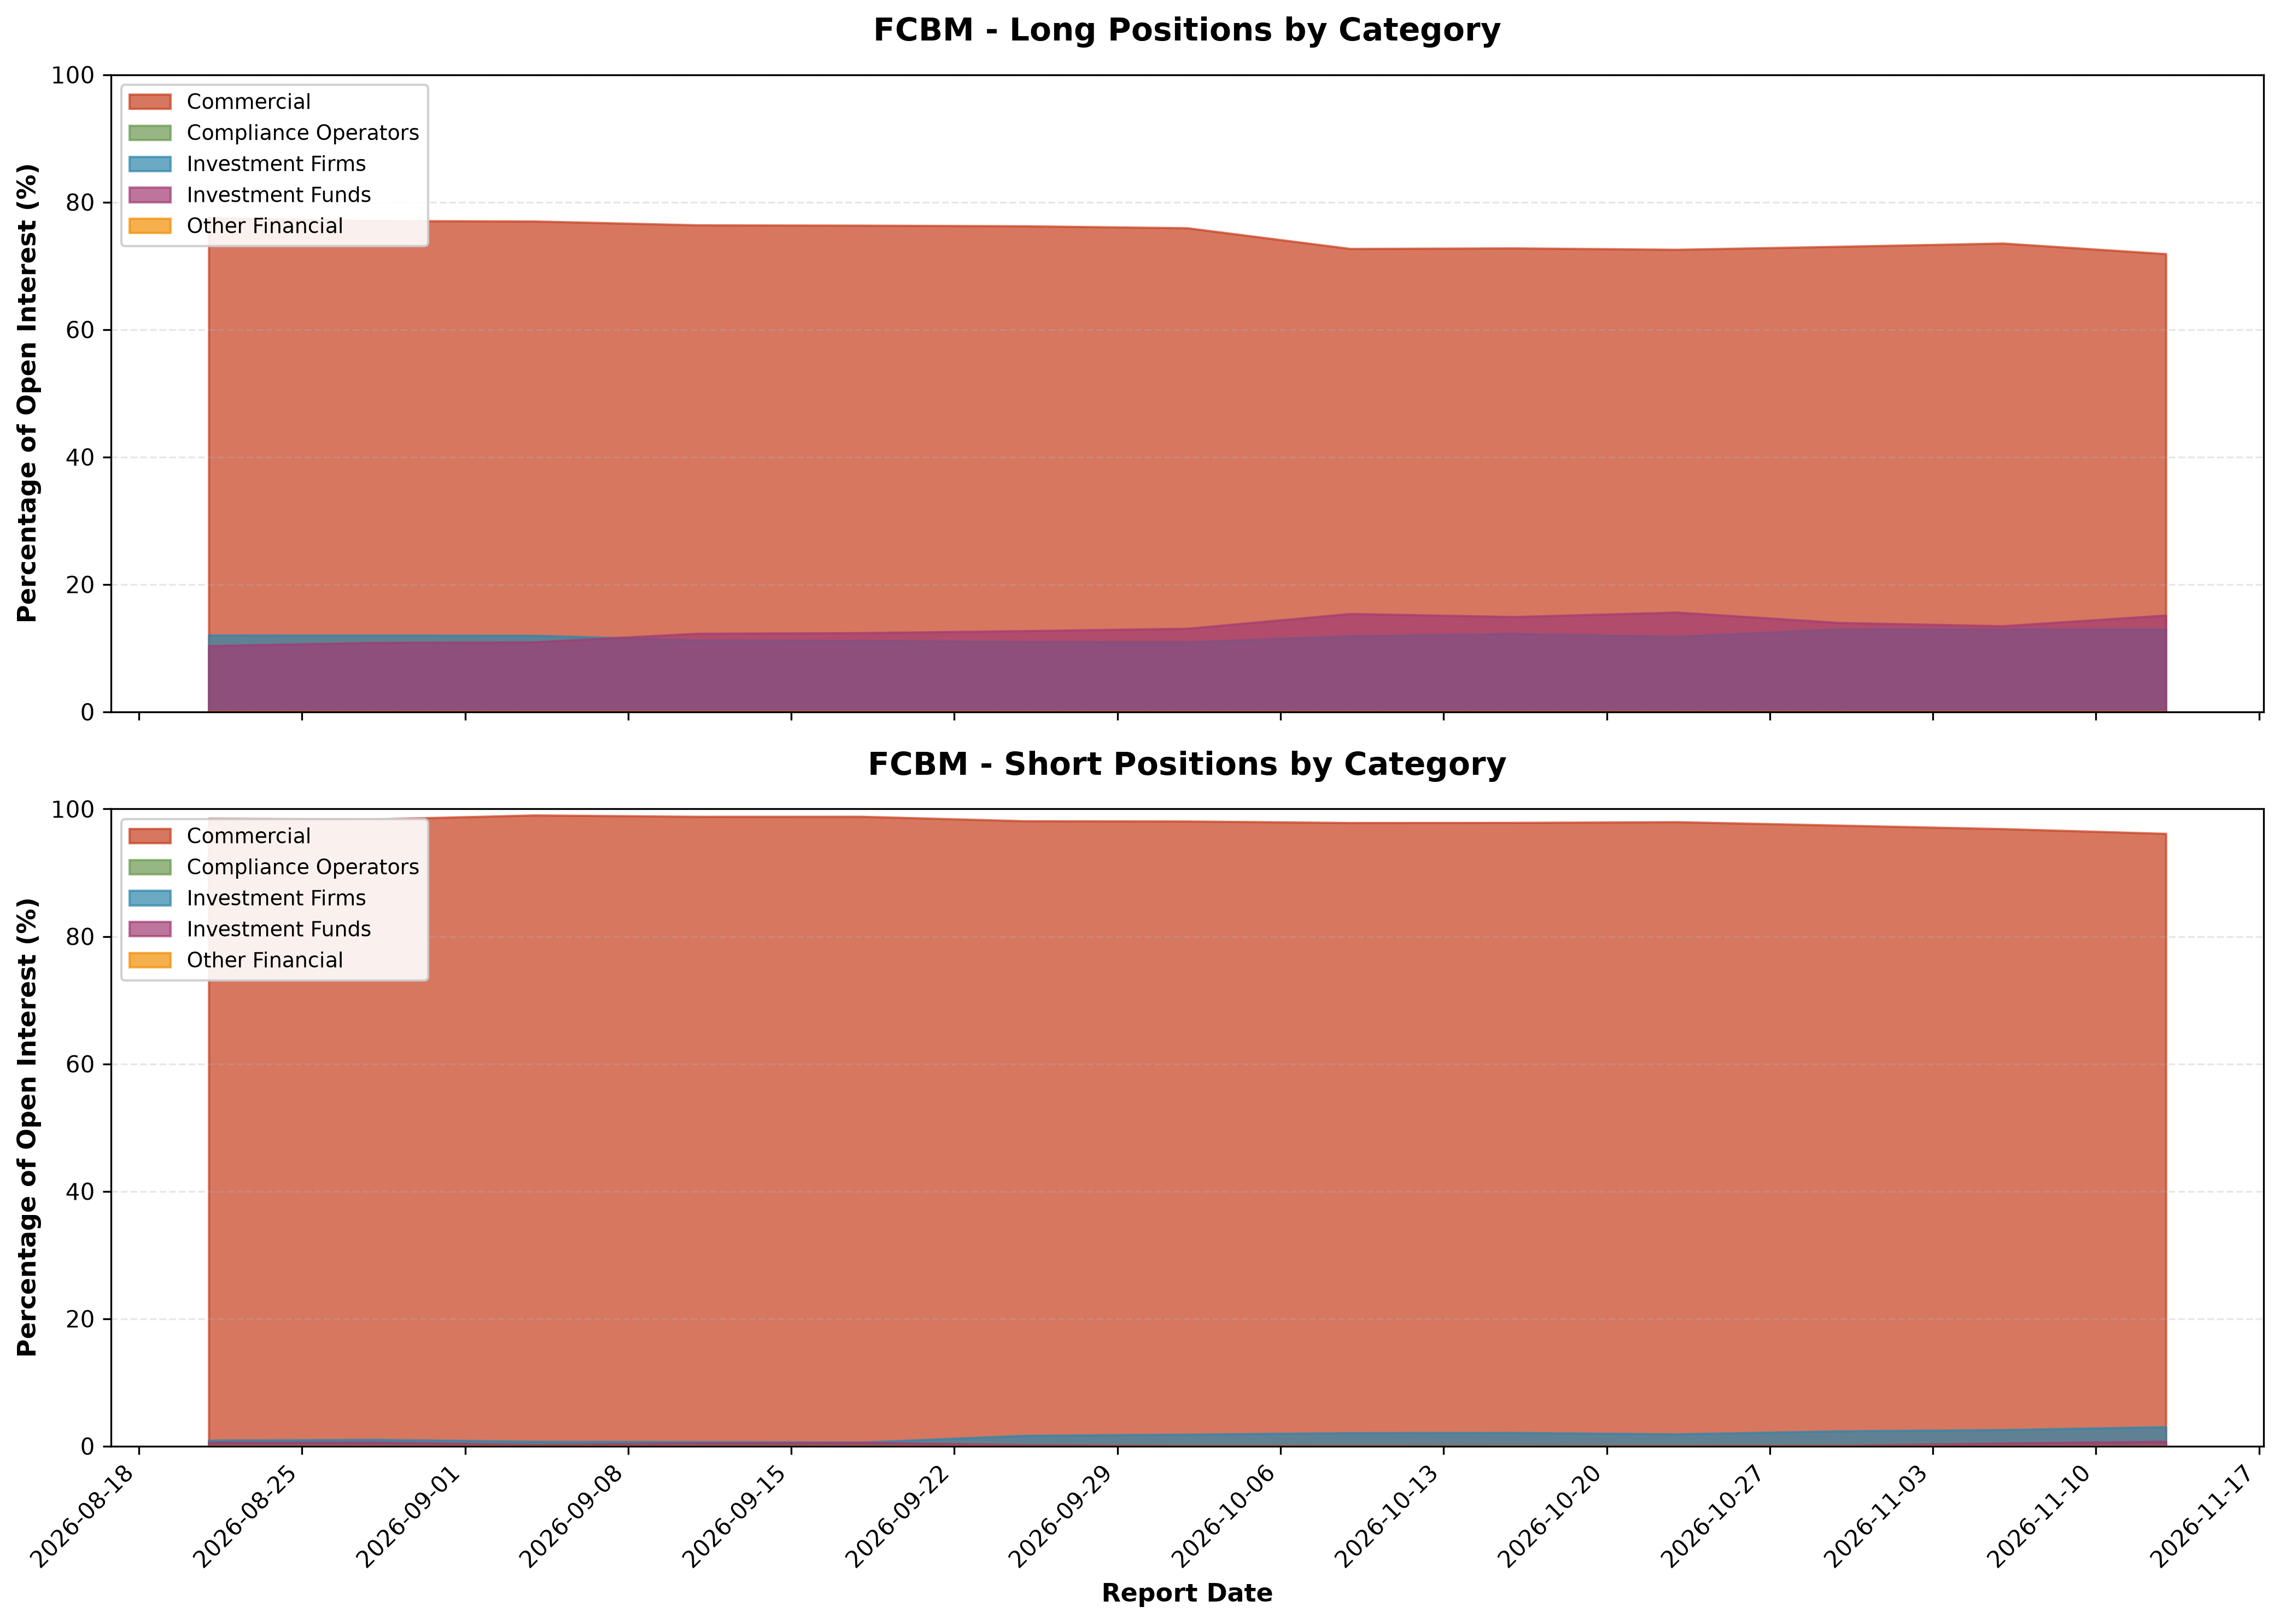 FCBM - Long Positions by Category
Percentage of Open Interest (%)
100
80
60
40
20
0
Commercial
Compliance Operators
Investment Firms
Investment Funds
Other Financial
FCBM - Short Positions by Category
Percentage of Open Interest (%)
100
80
60
40
20
0
Commercial
Compliance Operators
Investment Firms
Investment Funds
Other Financial
2026-08-18
2026-08-25
2026-09-01
2026-09-08
2026-09-15
2026-09-22
2026-09-29
2026-10-06
2026-10-13
2026-10-20
2026-10-27
2026-11-03
2026-11-10
2026-11-17
Report Date